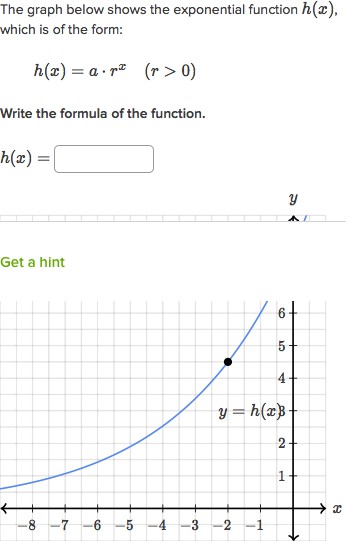 The graph below shows the exponential function h(x),
which is of the form:
h(x) = a · rˣ (r > 0)
Write the formula of the function.
h(x) =
y
Get a hint
6
5
4
y = h(x)
3
2
1
x
−8 −7 −6 −5 −4 −3 −2 −1